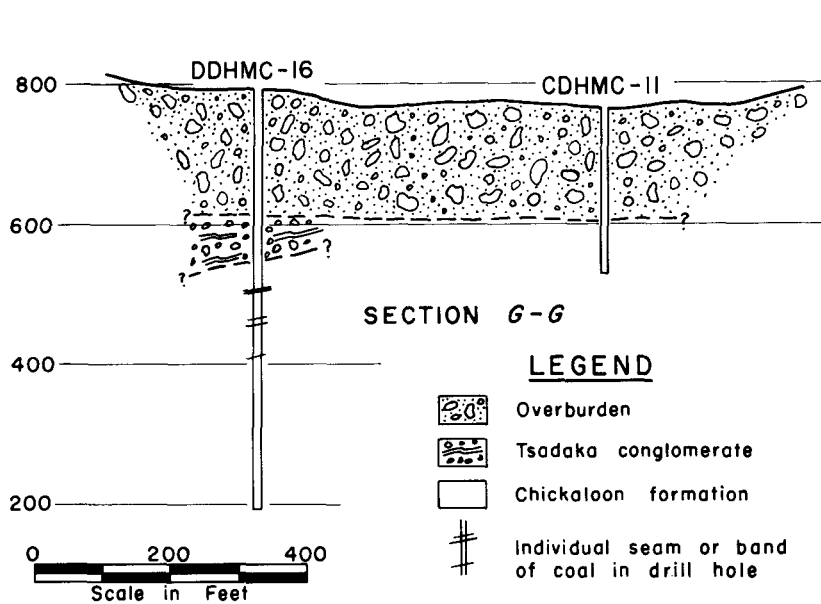 DDHMC-16
800
CDHMC-11
?
?
600
?
?
SECTION G-G
400
LEGEND
Overburden
Tsadaka conglomerate
Chickaloon formation
200
Individual seam or band
of coal in drill hole
0 200 400
Scale in Feet